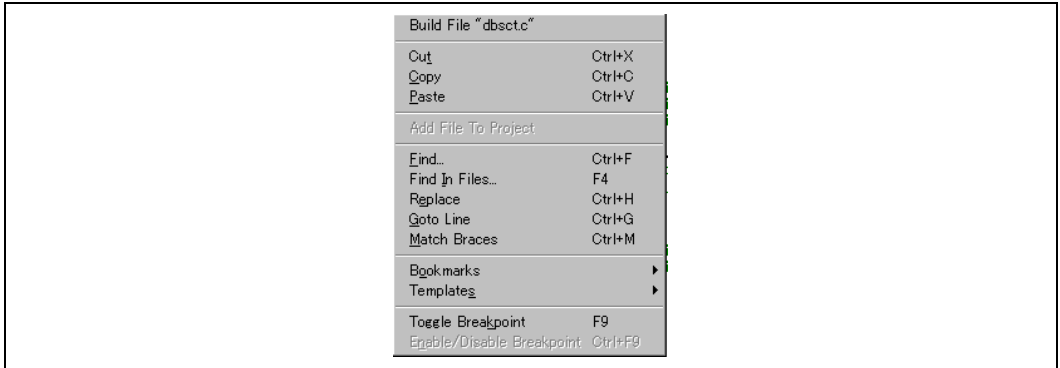 Build File "dbsct.c"
Cut Ctrl+X
Copy Ctrl+C
Paste Ctrl+V
Add File To Project
Find... Ctrl+F
Find In Files... F4
Replace Ctrl+H
Goto Line Ctrl+G
Match Braces Ctrl+M
Bookmarks
Templates
Toggle Breakpoint F9
Enable/Disable Breakpoint Ctrl+F9